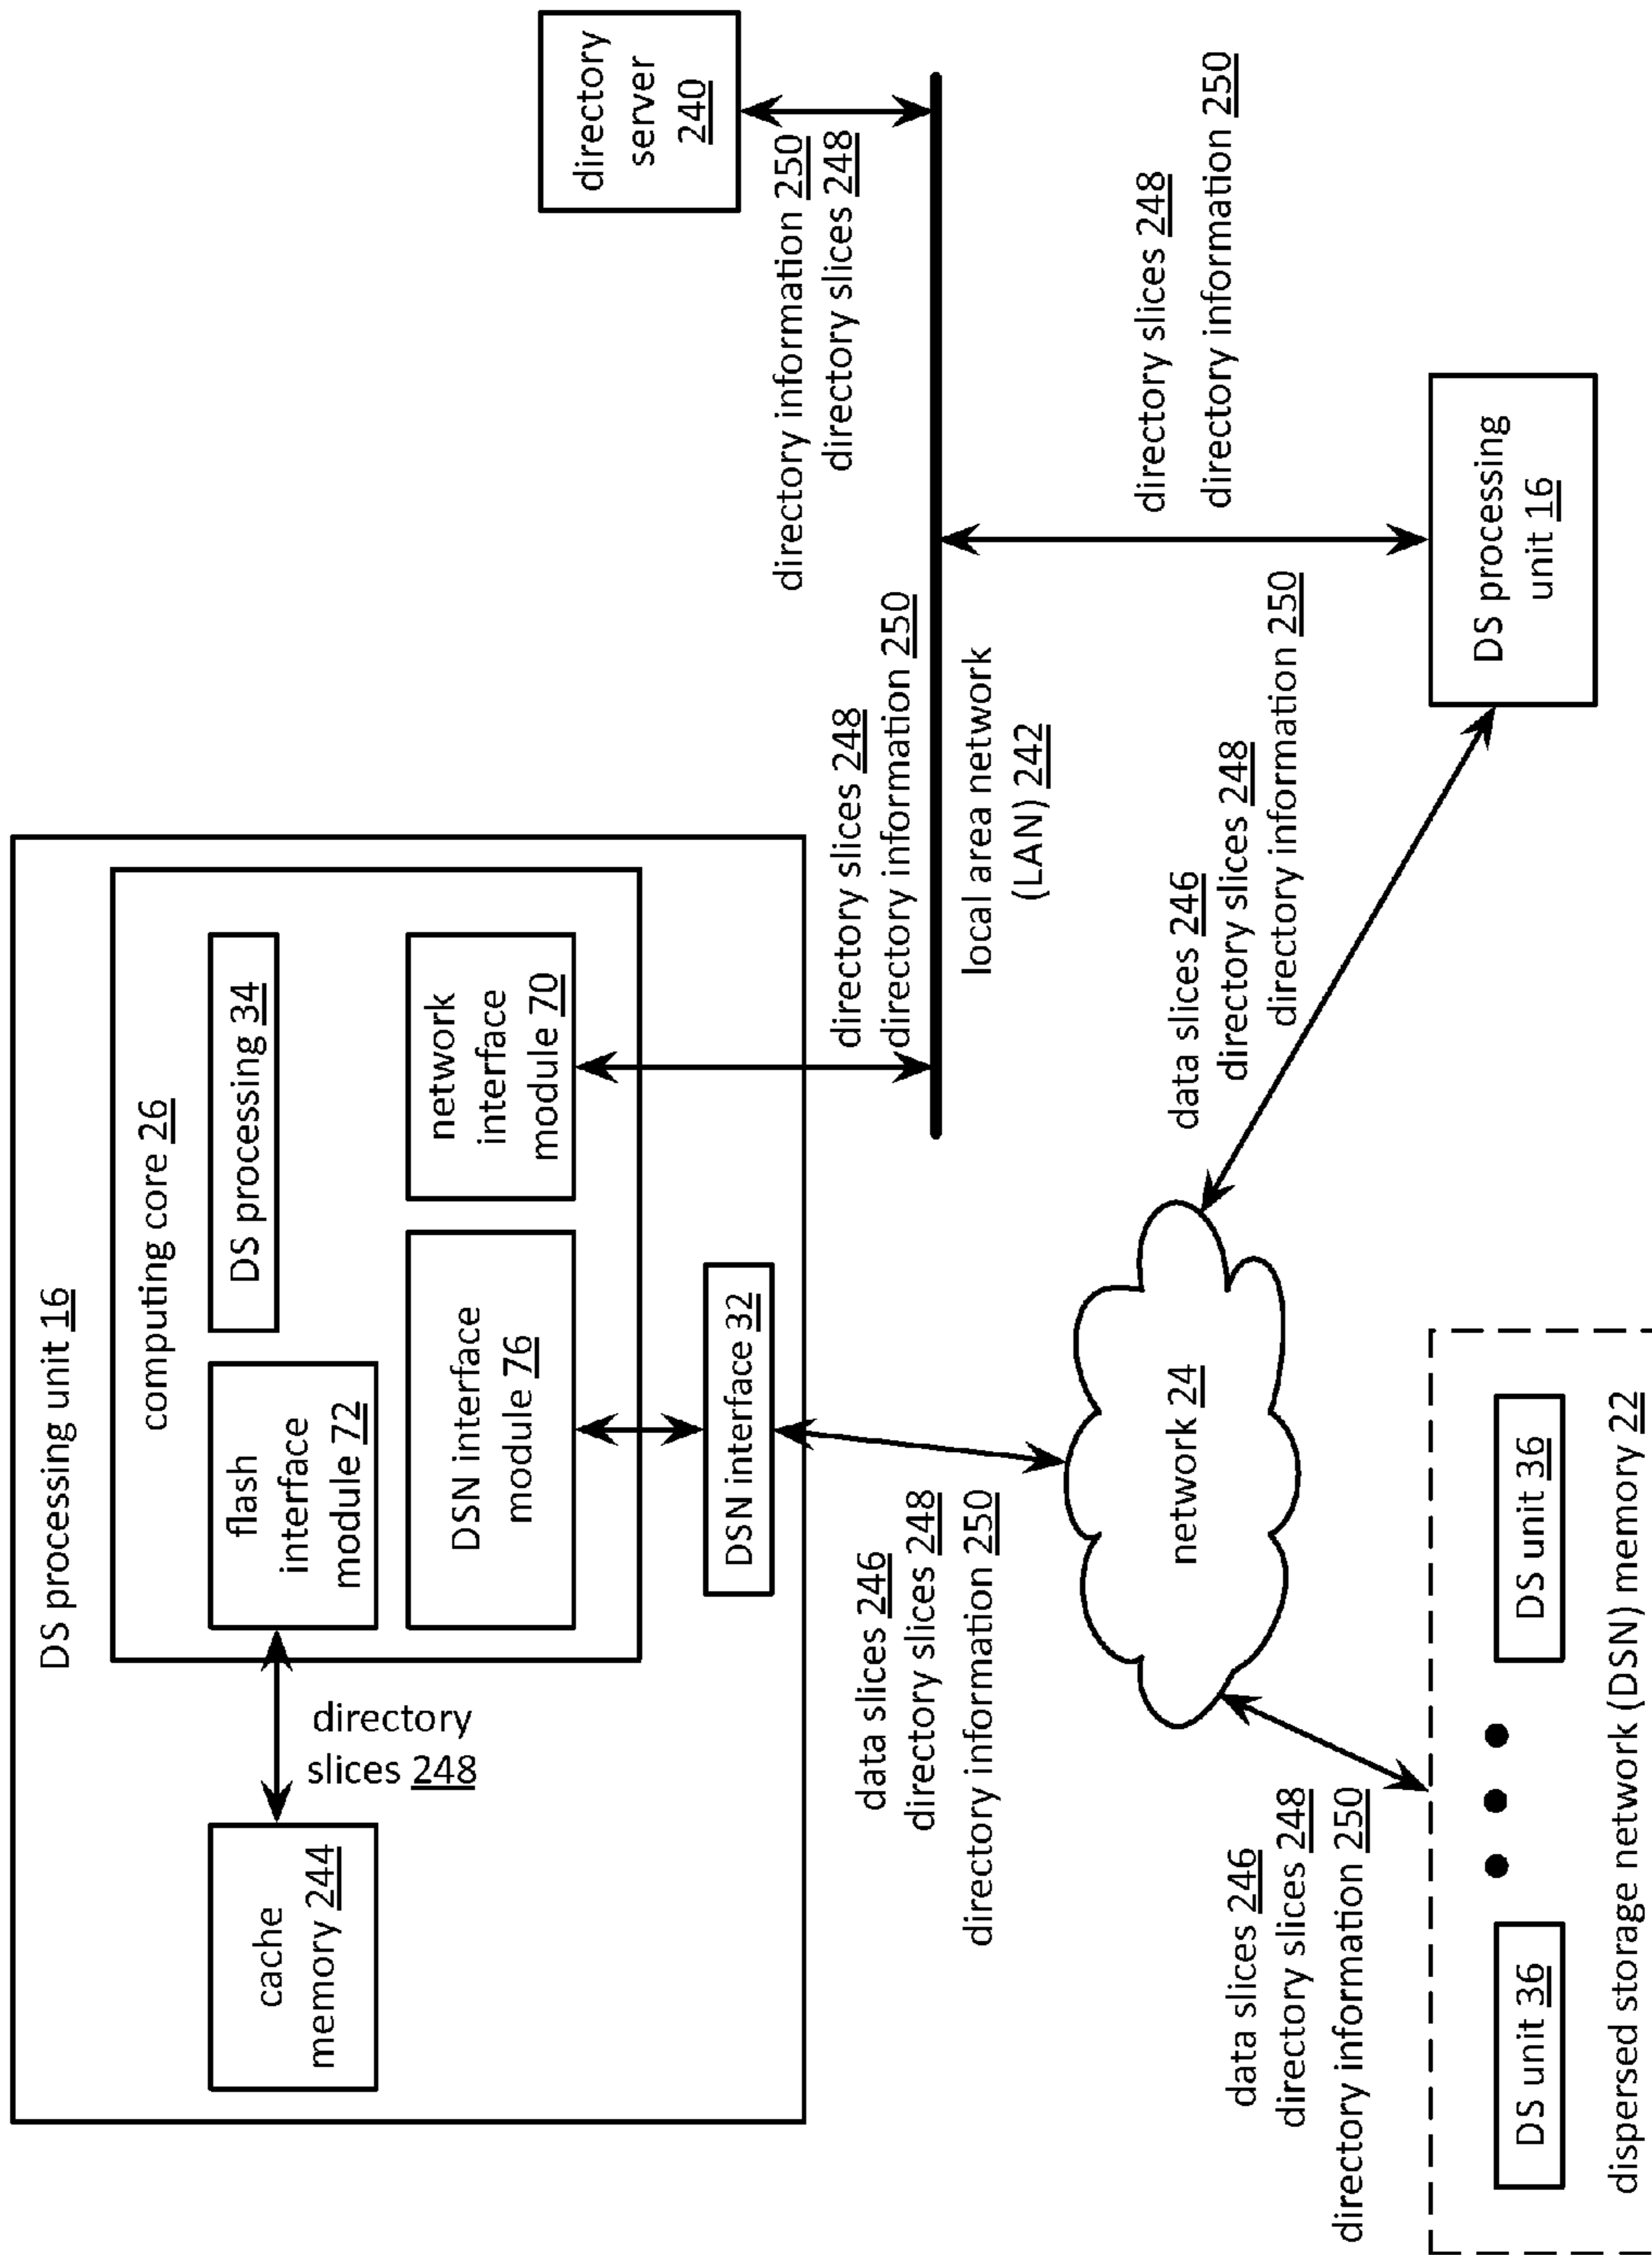 DS processing unit 16
computing core 26
cache
memory 244
directory
slices 248
flash
interface
module 72
DS processing 34
DSN interface
module 76
network
interface
module 70
DSN interface 32
directory
server
240
directory information 250
directory slices 248
directory slices 248
directory information 250
local area network
(LAN) 242
data slices 246
directory slices 248
directory information 250
network 24
directory slices 248
directory information 250
data slices 246
directory slices 248
directory information 250
data slices 246
directory slices 248
directory information 250
DS processing
unit 16
DS unit 36
DS unit 36
dispersed storage network (DSN) memory 22